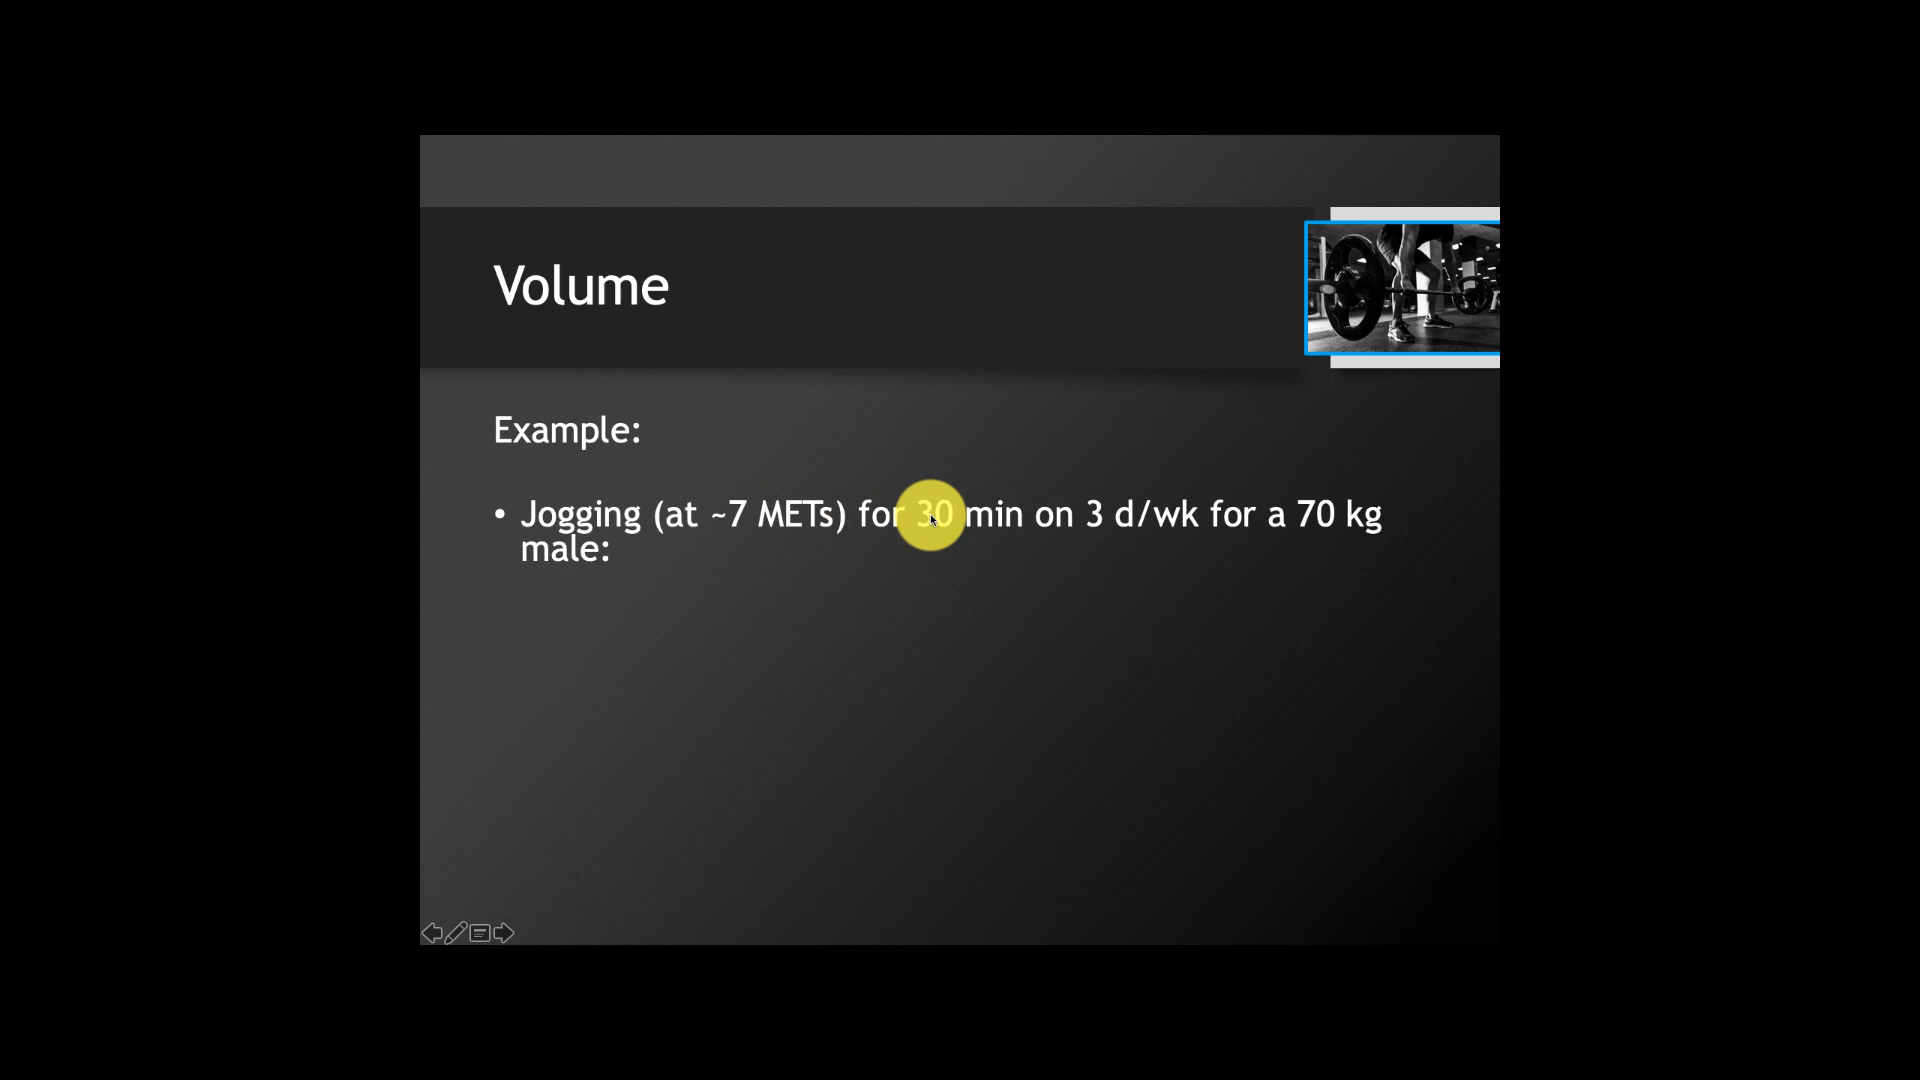 Volume
Example:
• Jogging (at ~7 METs) for 30 min on 3 d/wk for a 70 kg
male: